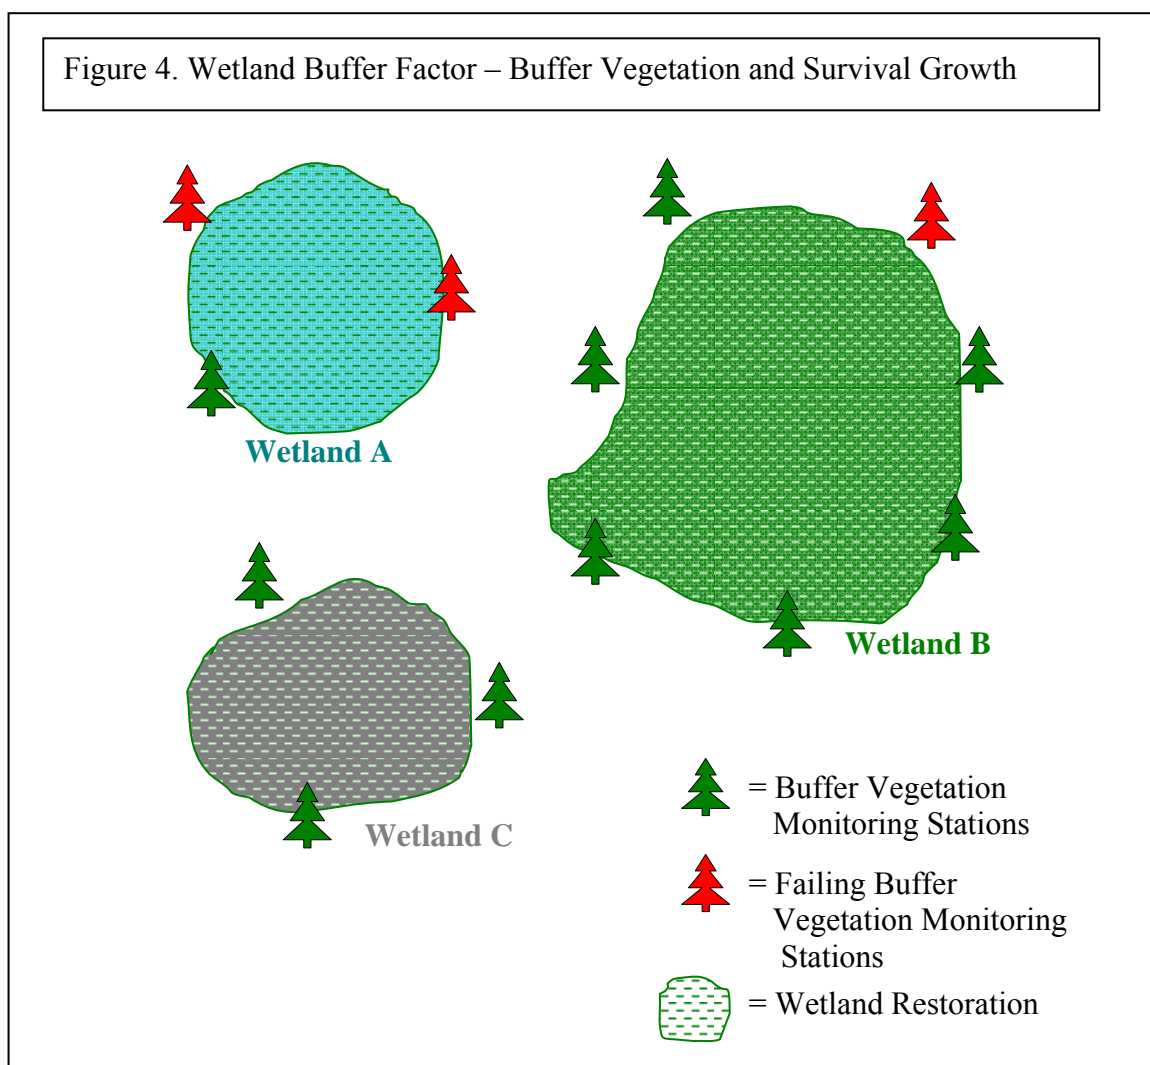 Figure 4. Wetland Buffer Factor – Buffer Vegetation and Survival Growth
Wetland A
Wetland B
Wetland C
= Buffer Vegetation
Monitoring Stations
= Failing Buffer
Vegetation Monitoring
Stations
= Wetland Restoration